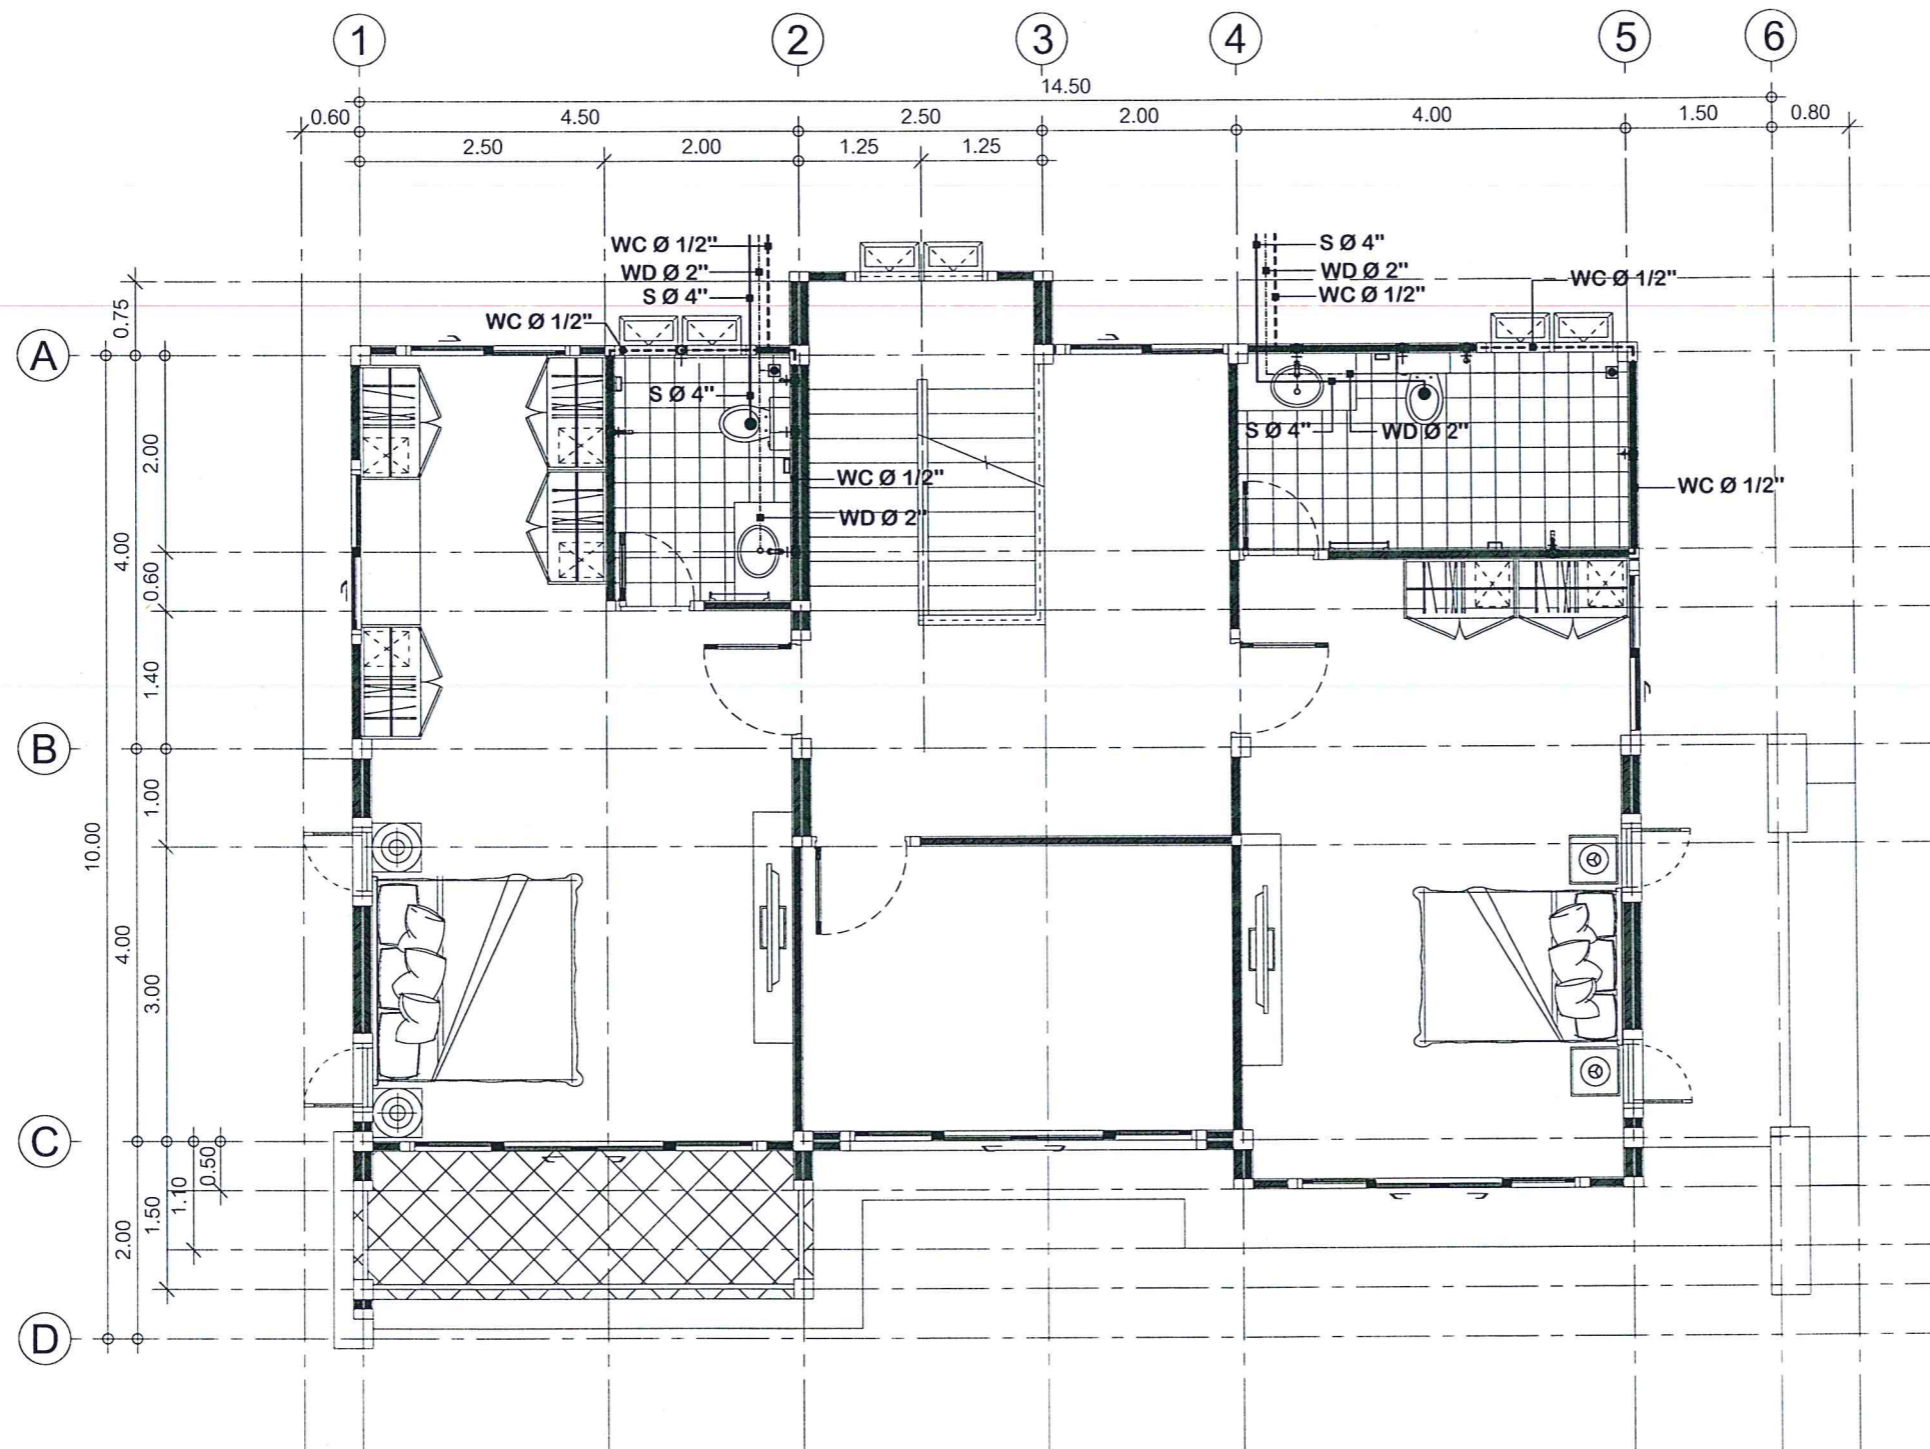 1 2 3 4 5 6
14.50
0.60 4.50 2.50 2.00 4.00 1.50 0.80
2.50 2.00 1.25 1.25
WC Ø 1/2" S Ø 4"
WD Ø 2" WD Ø 2" WC Ø 1/2"
S Ø 4" WC Ø 1/2"
WC Ø 1/2"
0.75
A
S Ø 4"
S Ø 4" WD Ø 2"
2.00
WC Ø 1/2" WC Ø 1/2"
WD Ø 2"
4.00
0.60
1.40
B
1.00
10.00
4.00
3.00
C
0.50
1.10
1.50
2.00
D